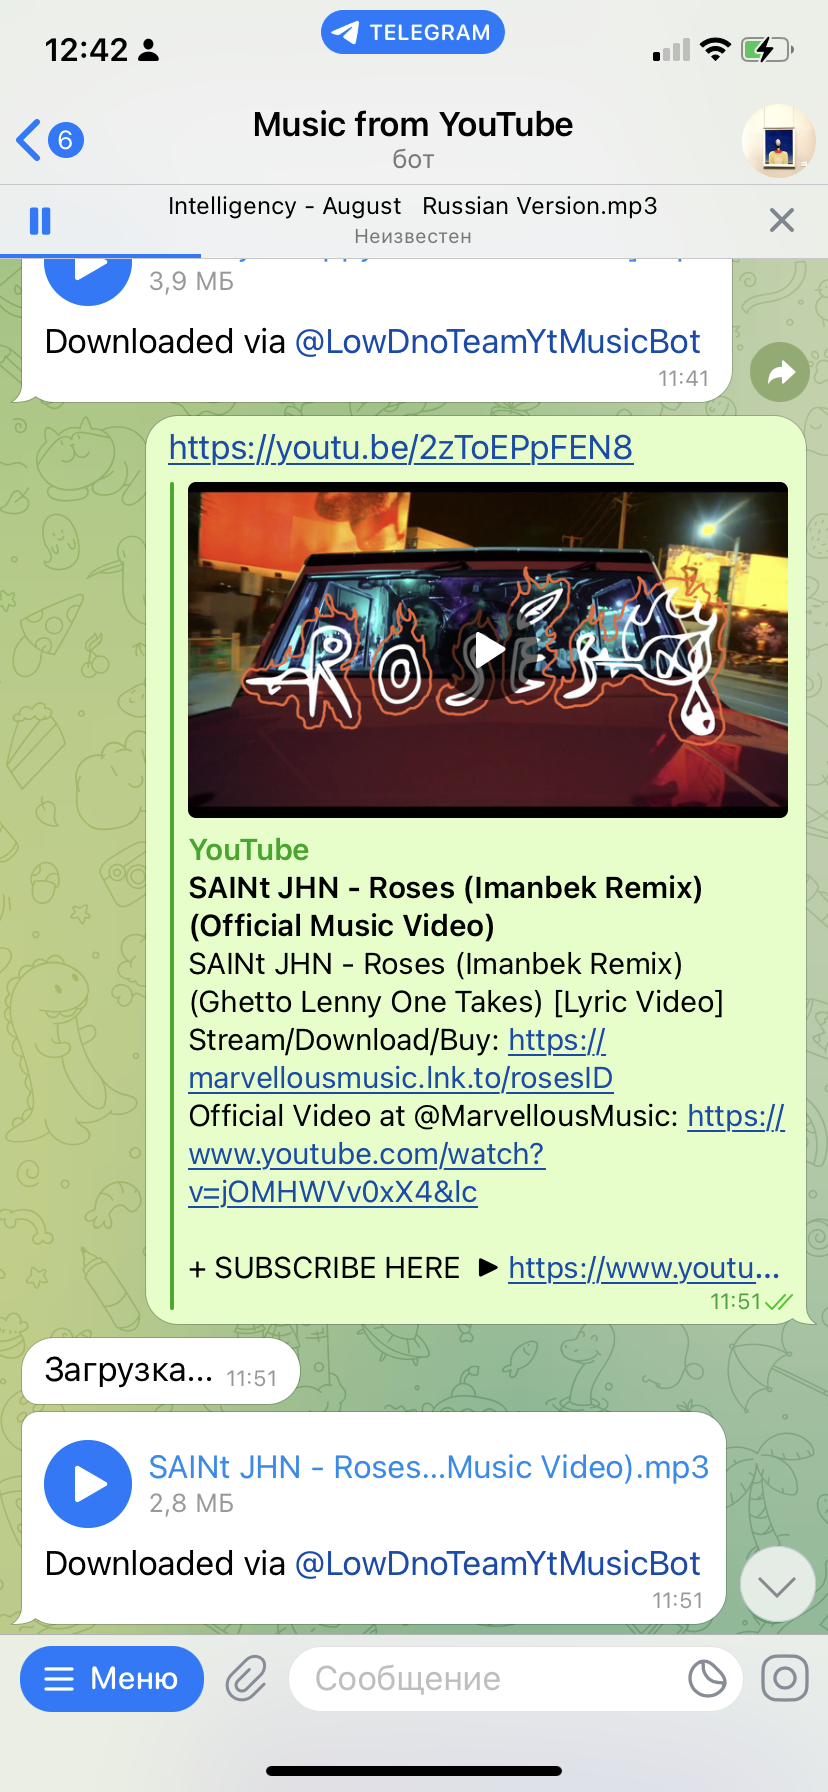 12:42
TELEGRAM
6
Music from YouTube
бот
Intelligency - August Russian Version.mp3
Неизвестен
3,9 МБ
Downloaded via @LowDnoTeamYtMusicBot
11:41
https://youtu.be/2zToEPpFEN8
ROSES
YouTube
SAINt JHN - Roses (Imanbek Remix)
(Official Music Video)
SAINt JHN - Roses (Imanbek Remix)
(Ghetto Lenny One Takes) [Lyric Video]
Stream/Download/Buy: https://
marvellousmusic.lnk.to/rosesID
Official Video at @MarvellousMusic: https://
www.youtube.com/watch?
v=jOMHWVv0xX4&lc
+ SUBSCRIBE HERE ► https://www.youtu...
11:51
Загрузка... 11:51
SAINt JHN - Roses...Music Video).mp3
2,8 МБ
Downloaded via @LowDnoTeamYtMusicBot
11:51
Меню
Сообщение